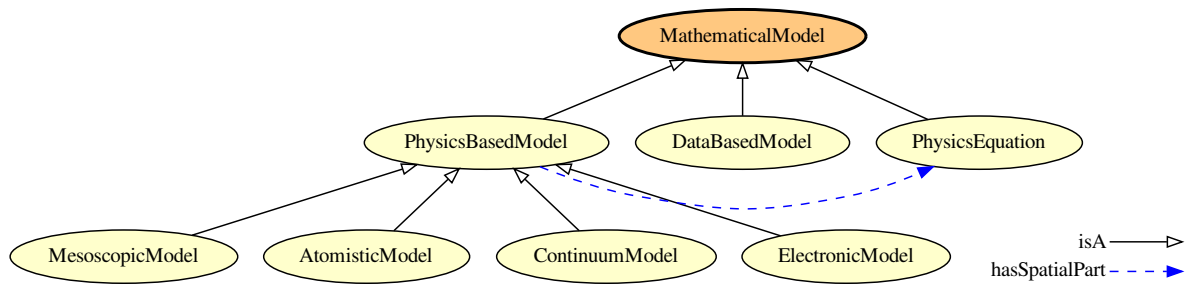 MathematicalModel
PhysicsBasedModel
DataBasedModel
PhysicsEquation
MesoscopicModel
AtomisticModel
ContinuumModel
ElectronicModel
isA
hasSpatialPart